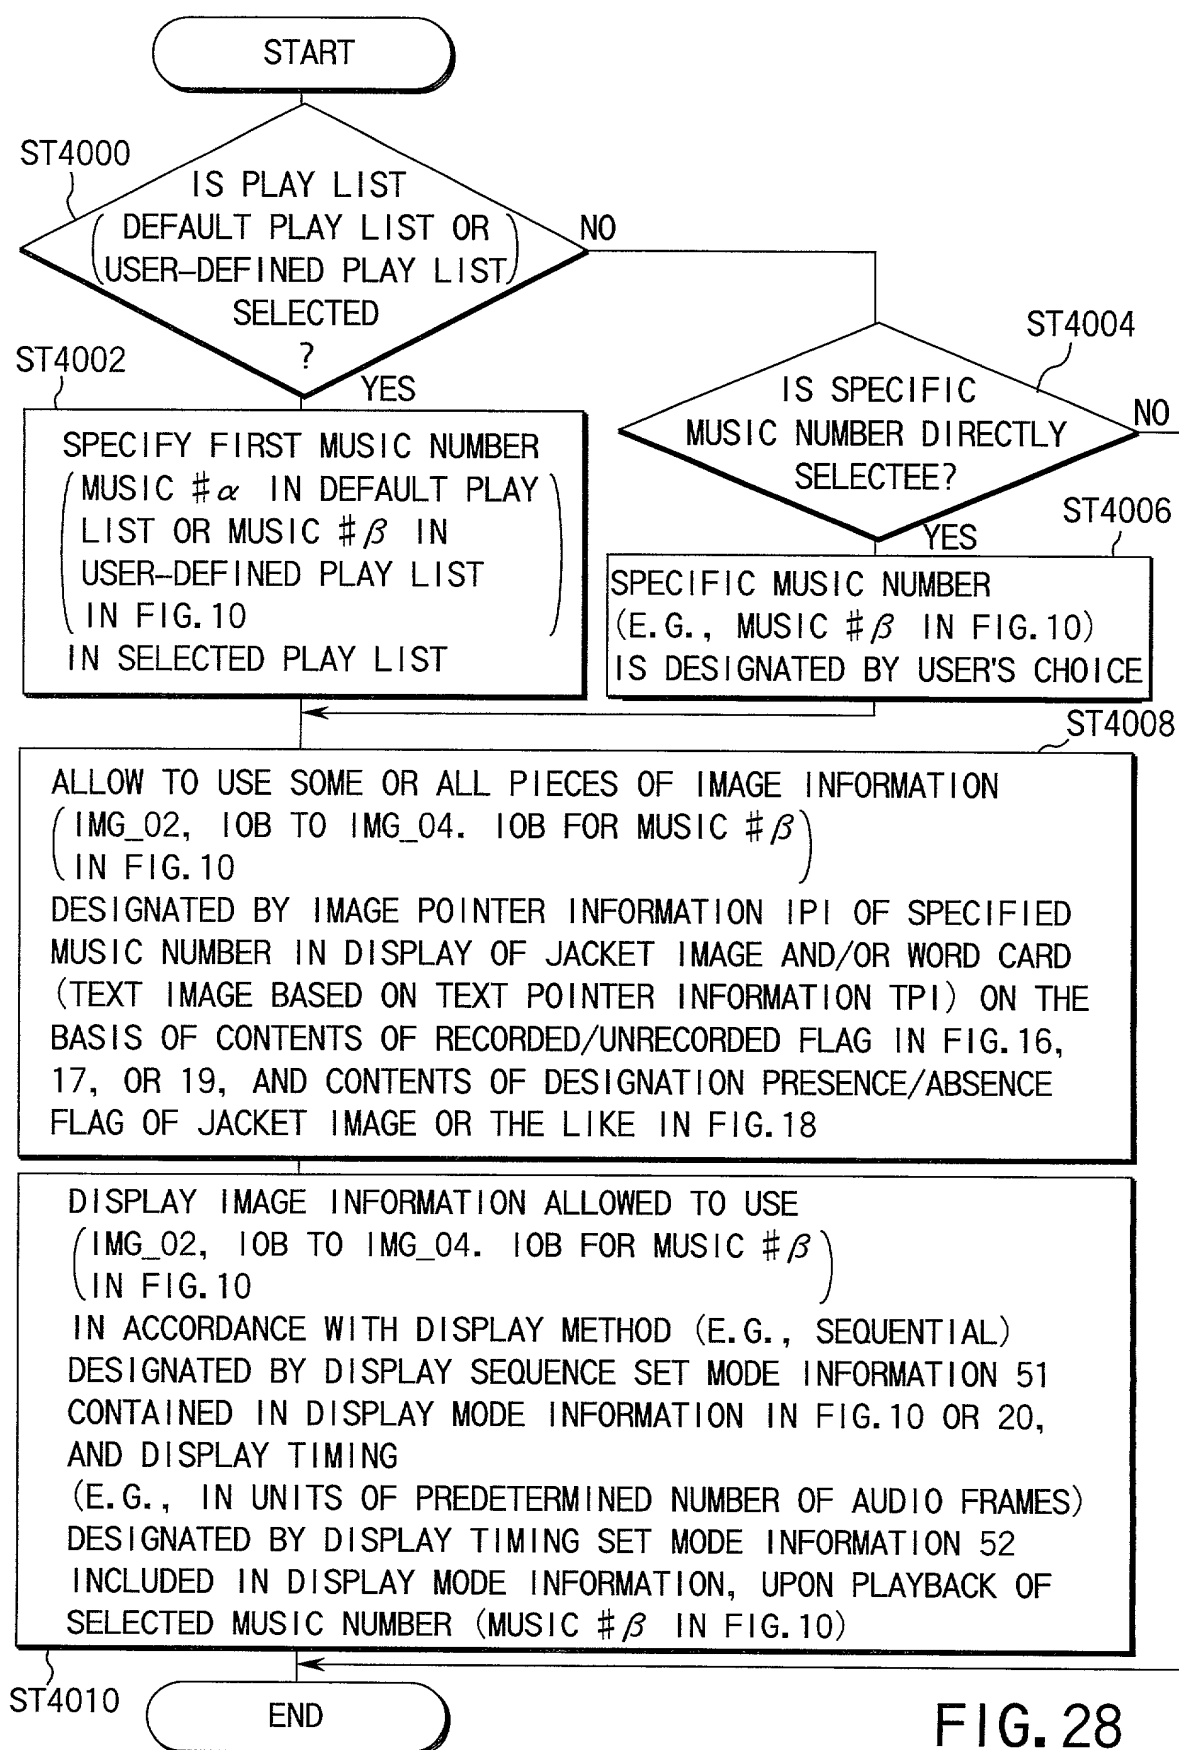 START
ST4000
IS PLAY LIST
(DEFAULT PLAY LIST OR
USER-DEFINED PLAY LIST)
SELECTED
?
NO
YES
ST4002
SPECIFY FIRST MUSIC NUMBER
(MUSIC #α IN DEFAULT PLAY
LIST OR MUSIC #β IN
USER-DEFINED PLAY LIST
IN FIG.10)
IN SELECTED PLAY LIST
ST4004
IS SPECIFIC
MUSIC NUMBER DIRECTLY
SELECTEE?
NO
YES
ST4006
SPECIFIC MUSIC NUMBER
(E.G., MUSIC #β IN FIG.10)
IS DESIGNATED BY USER'S CHOICE
ST4008
ALLOW TO USE SOME OR ALL PIECES OF IMAGE INFORMATION
(IMG_02, IOB TO IMG_04. IOB FOR MUSIC #β
IN FIG.10)
DESIGNATED BY IMAGE POINTER INFORMATION IPI OF SPECIFIED
MUSIC NUMBER IN DISPLAY OF JACKET IMAGE AND/OR WORD CARD
(TEXT IMAGE BASED ON TEXT POINTER INFORMATION TPI) ON THE
BASIS OF CONTENTS OF RECORDED/UNRECORDED FLAG IN FIG.16,
17, OR 19, AND CONTENTS OF DESIGNATION PRESENCE/ABSENCE
FLAG OF JACKET IMAGE OR THE LIKE IN FIG.18
DISPLAY IMAGE INFORMATION ALLOWED TO USE
(IMG_02, IOB TO IMG_04. IOB FOR MUSIC #β
IN FIG.10)
IN ACCORDANCE WITH DISPLAY METHOD (E.G., SEQUENTIAL)
DESIGNATED BY DISPLAY SEQUENCE SET MODE INFORMATION 51
CONTAINED IN DISPLAY MODE INFORMATION IN FIG.10 OR 20,
AND DISPLAY TIMING
(E.G., IN UNITS OF PREDETERMINED NUMBER OF AUDIO FRAMES)
DESIGNATED BY DISPLAY TIMING SET MODE INFORMATION 52
INCLUDED IN DISPLAY MODE INFORMATION, UPON PLAYBACK OF
SELECTED MUSIC NUMBER (MUSIC #β IN FIG.10)
ST4010
END
FIG.28